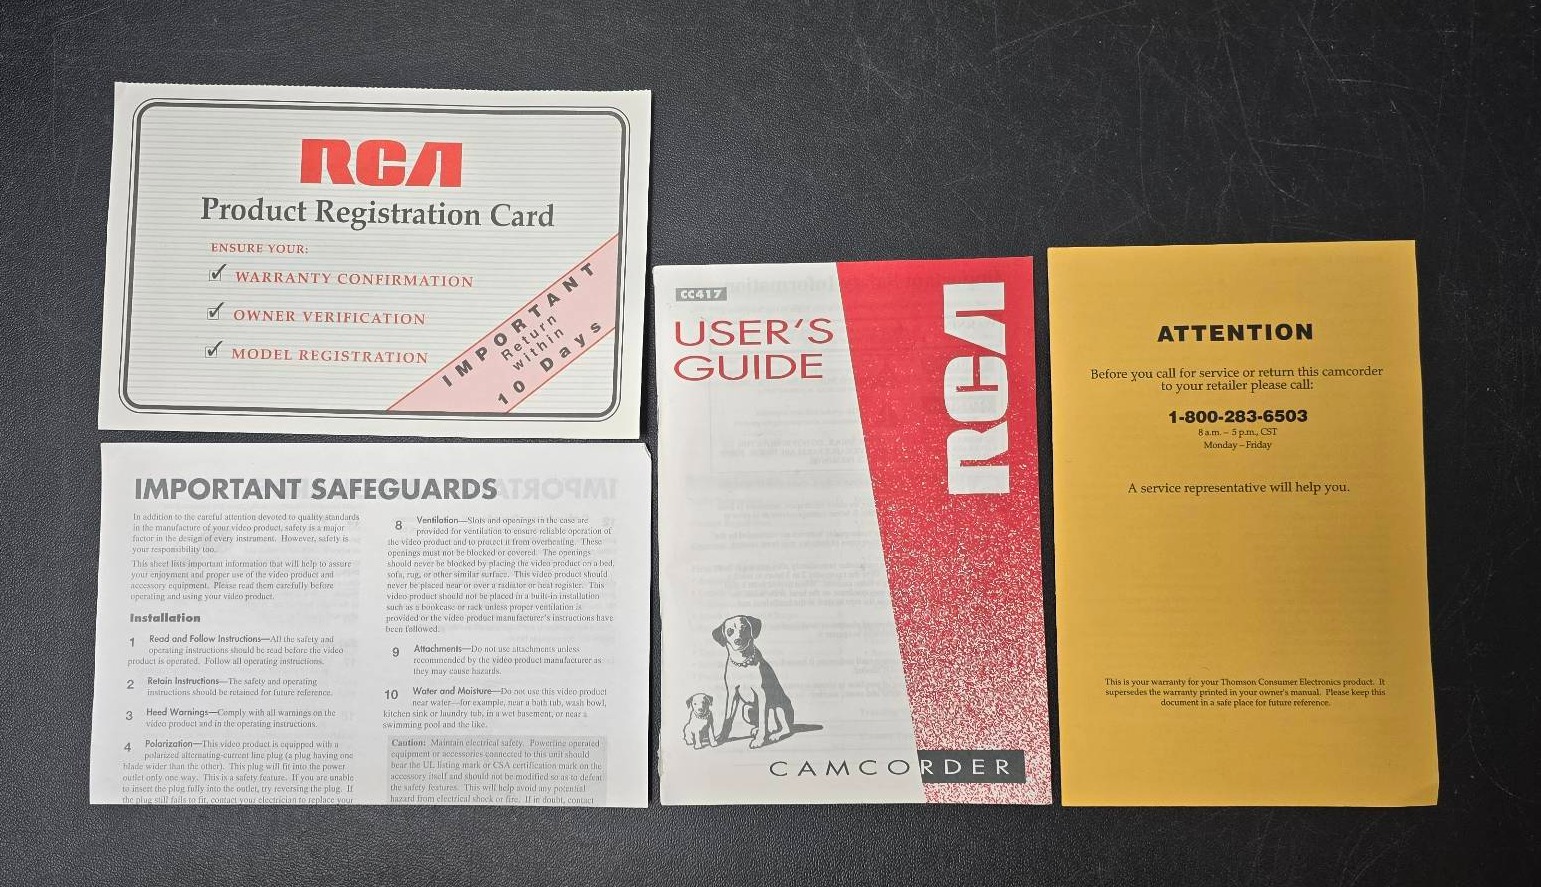 RCA
Product Registration Card
ENSURE YOUR:
WARRANTY CONFIRMATION
OWNER VERIFICATION
MODEL REGISTRATION
IMPORTANT
Return
within
10 Days
IMPORTANT SAFEGUARDS
In addition to the careful attention devoted to quality standards
in the manufacture of your video product, safety is a major
factor in the design of every instrument. However, safety is
your responsibility too.
This sheet lists important information that will help to assure
your enjoyment and proper use of the video product and
accessory equipment. Please read them carefully before
operating and using your video product.
Installation
1 Read and Follow Instructions—All the safety and
operating instructions should be read before the video
product is operated. Follow all operating instructions.
2 Retain Instructions—The safety and operating
instructions should be retained for future reference.
3 Heed Warnings—Comply with all warnings on the
video product and in the operating instructions.
4 Polarization—This video product is equipped with a
polarized alternating-current line plug (a plug having one
blade wider than the other). This plug will fit into the power
outlet only one way. This is a safety feature. If you are unable
to insert the plug fully into the outlet, try reversing the plug. If
the plug still fails to fit, contact your electrician to replace your
8 Ventilation—Slots and openings in the case are
provided for ventilation to ensure reliable operation of
the video product and to protect it from overheating. These
openings must not be blocked or covered. The openings
should never be blocked by placing the video product on a bed,
sofa, rug, or other similar surface. This video product should
never be placed near or over a radiator or heat register. This
video product should not be placed in a built-in installation
such as a bookcase or rack unless proper ventilation is
provided or the video product manufacturer's instructions have
been followed.
9 Attachments—Do not use attachments unless
recommended by the video product manufacturer as
they may cause hazards.
10 Water and Moisture—Do not use this video product
near water—for example, near a bath tub, wash bowl,
kitchen sink or laundry tub, in a wet basement, or near a
swimming pool and the like.
Caution: Maintain electrical safety. Powerline operated
equipment or accessories connected to this unit should
bear the UL listing mark or CSA certification mark on the
accessory itself and should not be modified so as to defeat
the safety features. This will help avoid any potential
hazard from electrical shock or fire. If in doubt, contact
CC417
USER'S
GUIDE
RCA
CAMCORDER
ATTENTION
Before you call for service or return this camcorder
to your retailer please call:
1-800-283-6503
8 a.m. – 5 p.m., CST
Monday – Friday
A service representative will help you.
This is your warranty for your Thomson Consumer Electronics product. It
supersedes the warranty printed in your owner's manual. Please keep this
document in a safe place for future reference.